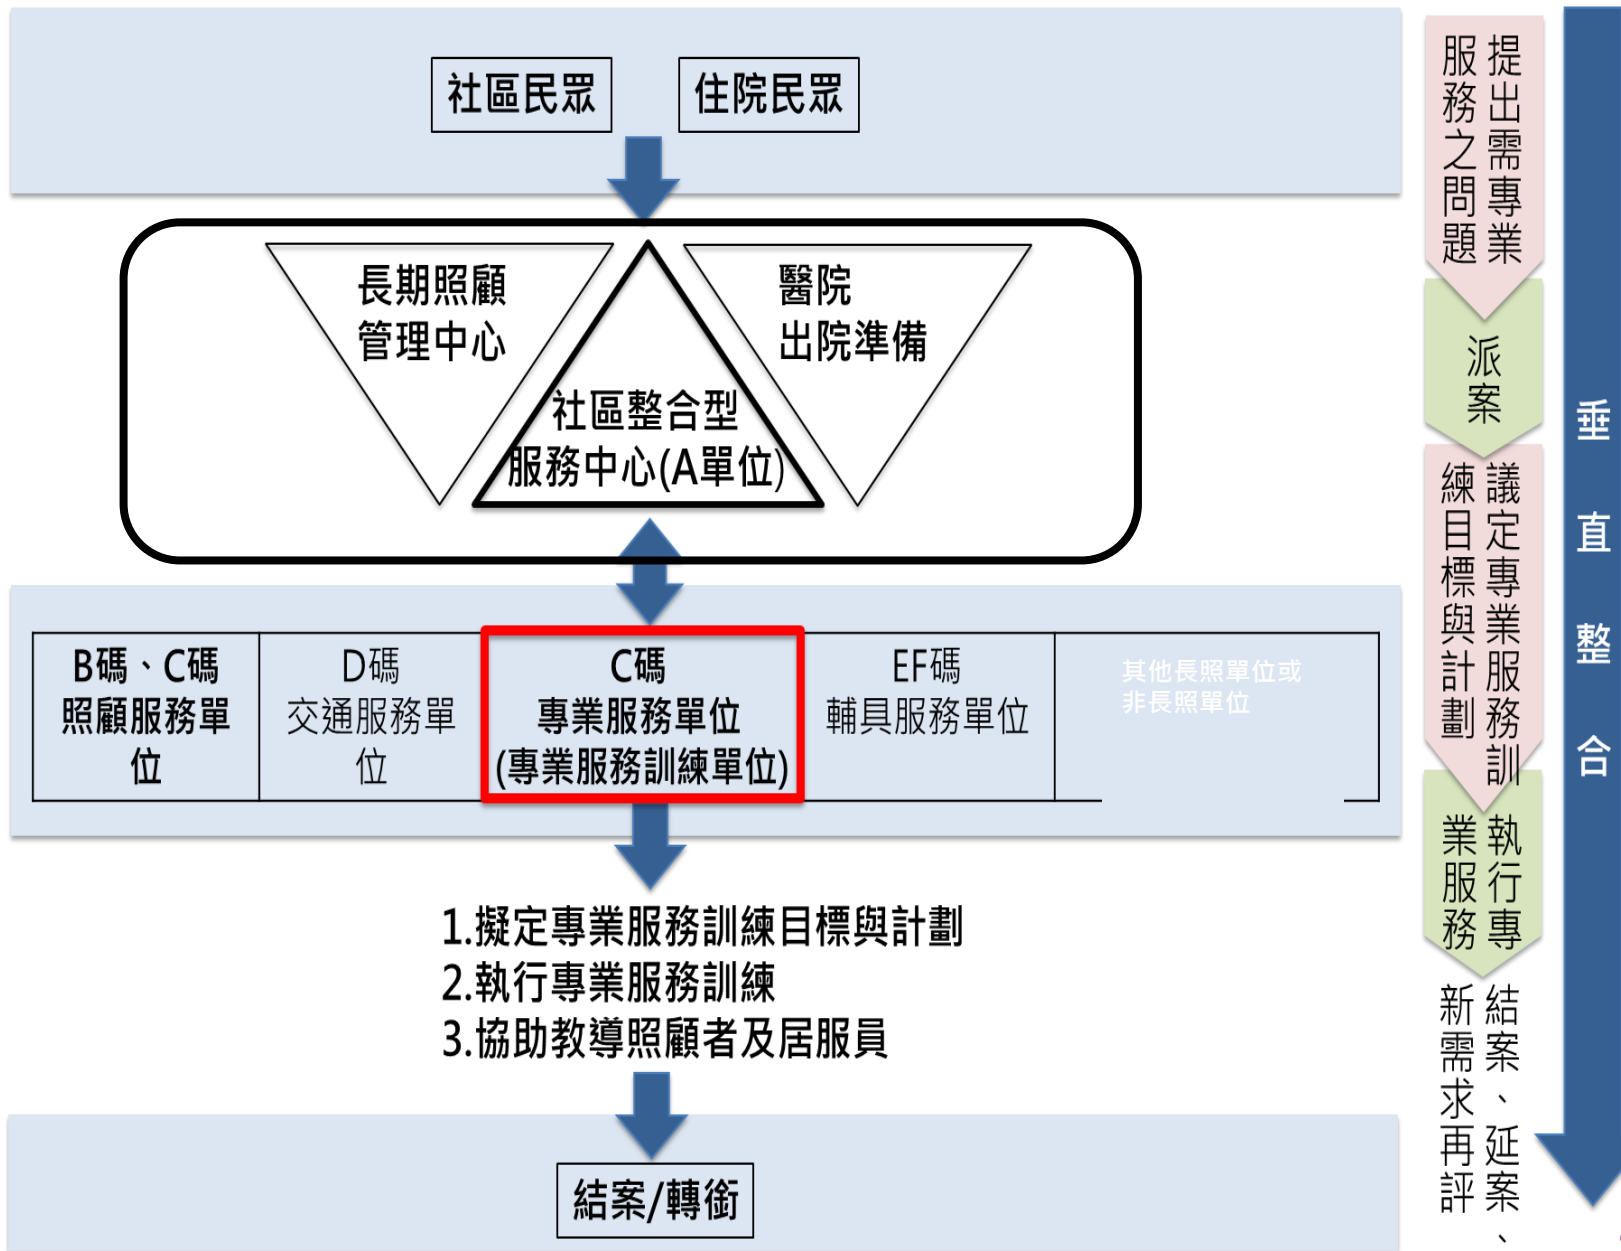 社區民眾
住院民眾
長期照顧
管理中心
社區整合型
服務中心(A單位)
醫院
出院準備
B碼、C碼
照顧服務單
位
D碼
交通服務單
位
C碼
專業服務單位
(專業服務訓練單位)
EF碼
輔具服務單位
其他長照單位或
非長照單位
1.擬定專業服務訓練目標與計劃
2.執行專業服務訓練
3.協助教導照顧者及居服員
結案/轉銜
提出需專業
服務之問題
派案
議定專業服務訓
練目標與計劃
執行專
業服務
結案、延案、
新需求再評
垂直整合